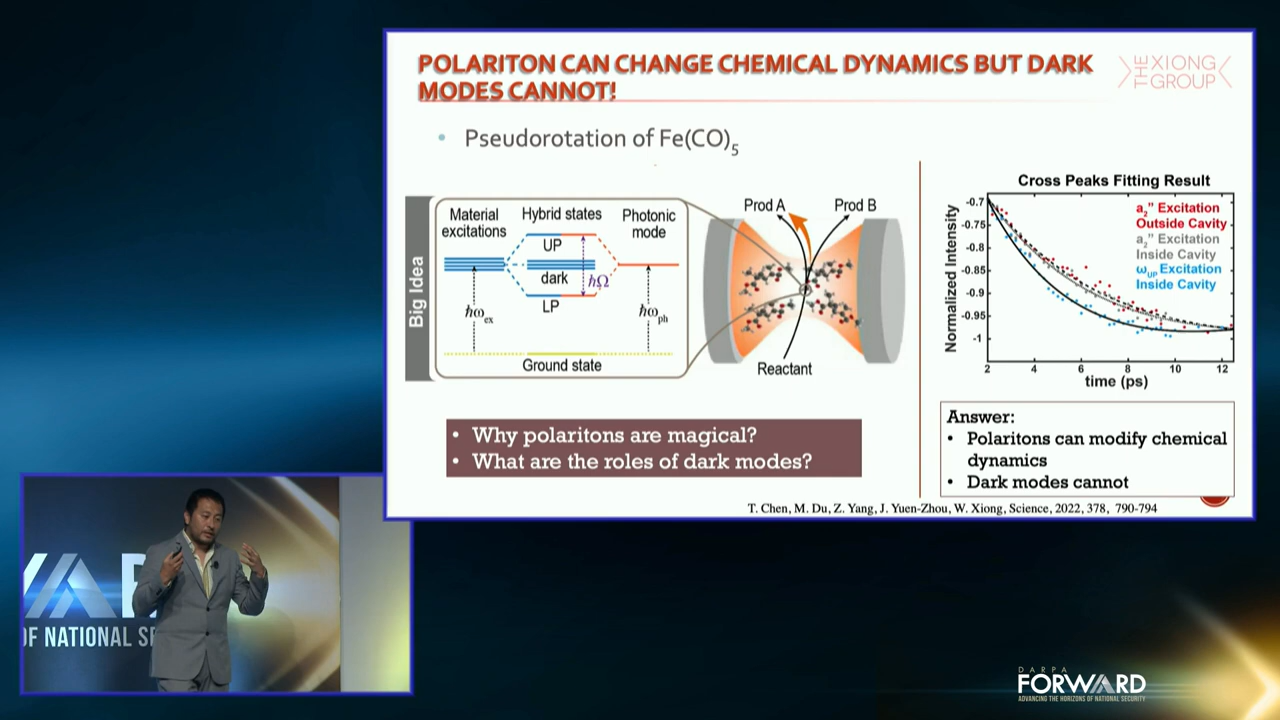 POLARITON CAN CHANGE CHEMICAL DYNAMICS BUT DARK
MODES CANNOT!
THE XIONG GROUP
• Pseudorotation of Fe(CO)5
Big Idea
Material
excitations
Hybrid states
Photonic
mode
UP
dark
ħΩ
LP
ħωex
ħωph
Ground state
Prod A
Prod B
Reactant
Cross Peaks Fitting Result
Normalized Intensity
-0.7
-0.75
-0.8
-0.85
-0.9
-0.95
-1
a2" Excitation
Outside Cavity
a2" Excitation
Inside Cavity
ωUP Excitation
Inside Cavity
2 4 6 8 10 12
time (ps)
• Why polaritons are magical?
• What are the roles of dark modes?
Answer:
• Polaritons can modify chemical
dynamics
• Dark modes cannot
T. Chen, M. Du, Z. Yang, J. Yuen-Zhou, W. Xiong, Science, 2022, 378, 790-794
OF NATIONAL SE
DARPA
FORWARD
ADVANCING THE HORIZONS OF NATIONAL SECURITY